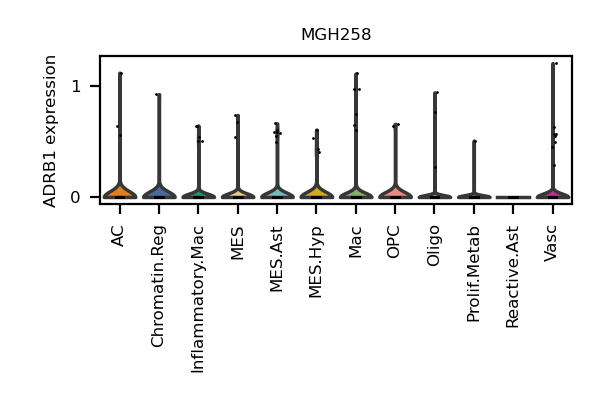 MGH258
ADRB1 expression
1
0
AC
Chromatin.Reg
Inflammatory.Mac
MES
MES.Ast
MES.Hyp
Mac
OPC
Oligo
Prolif.Metab
Reactive.Ast
Vasc